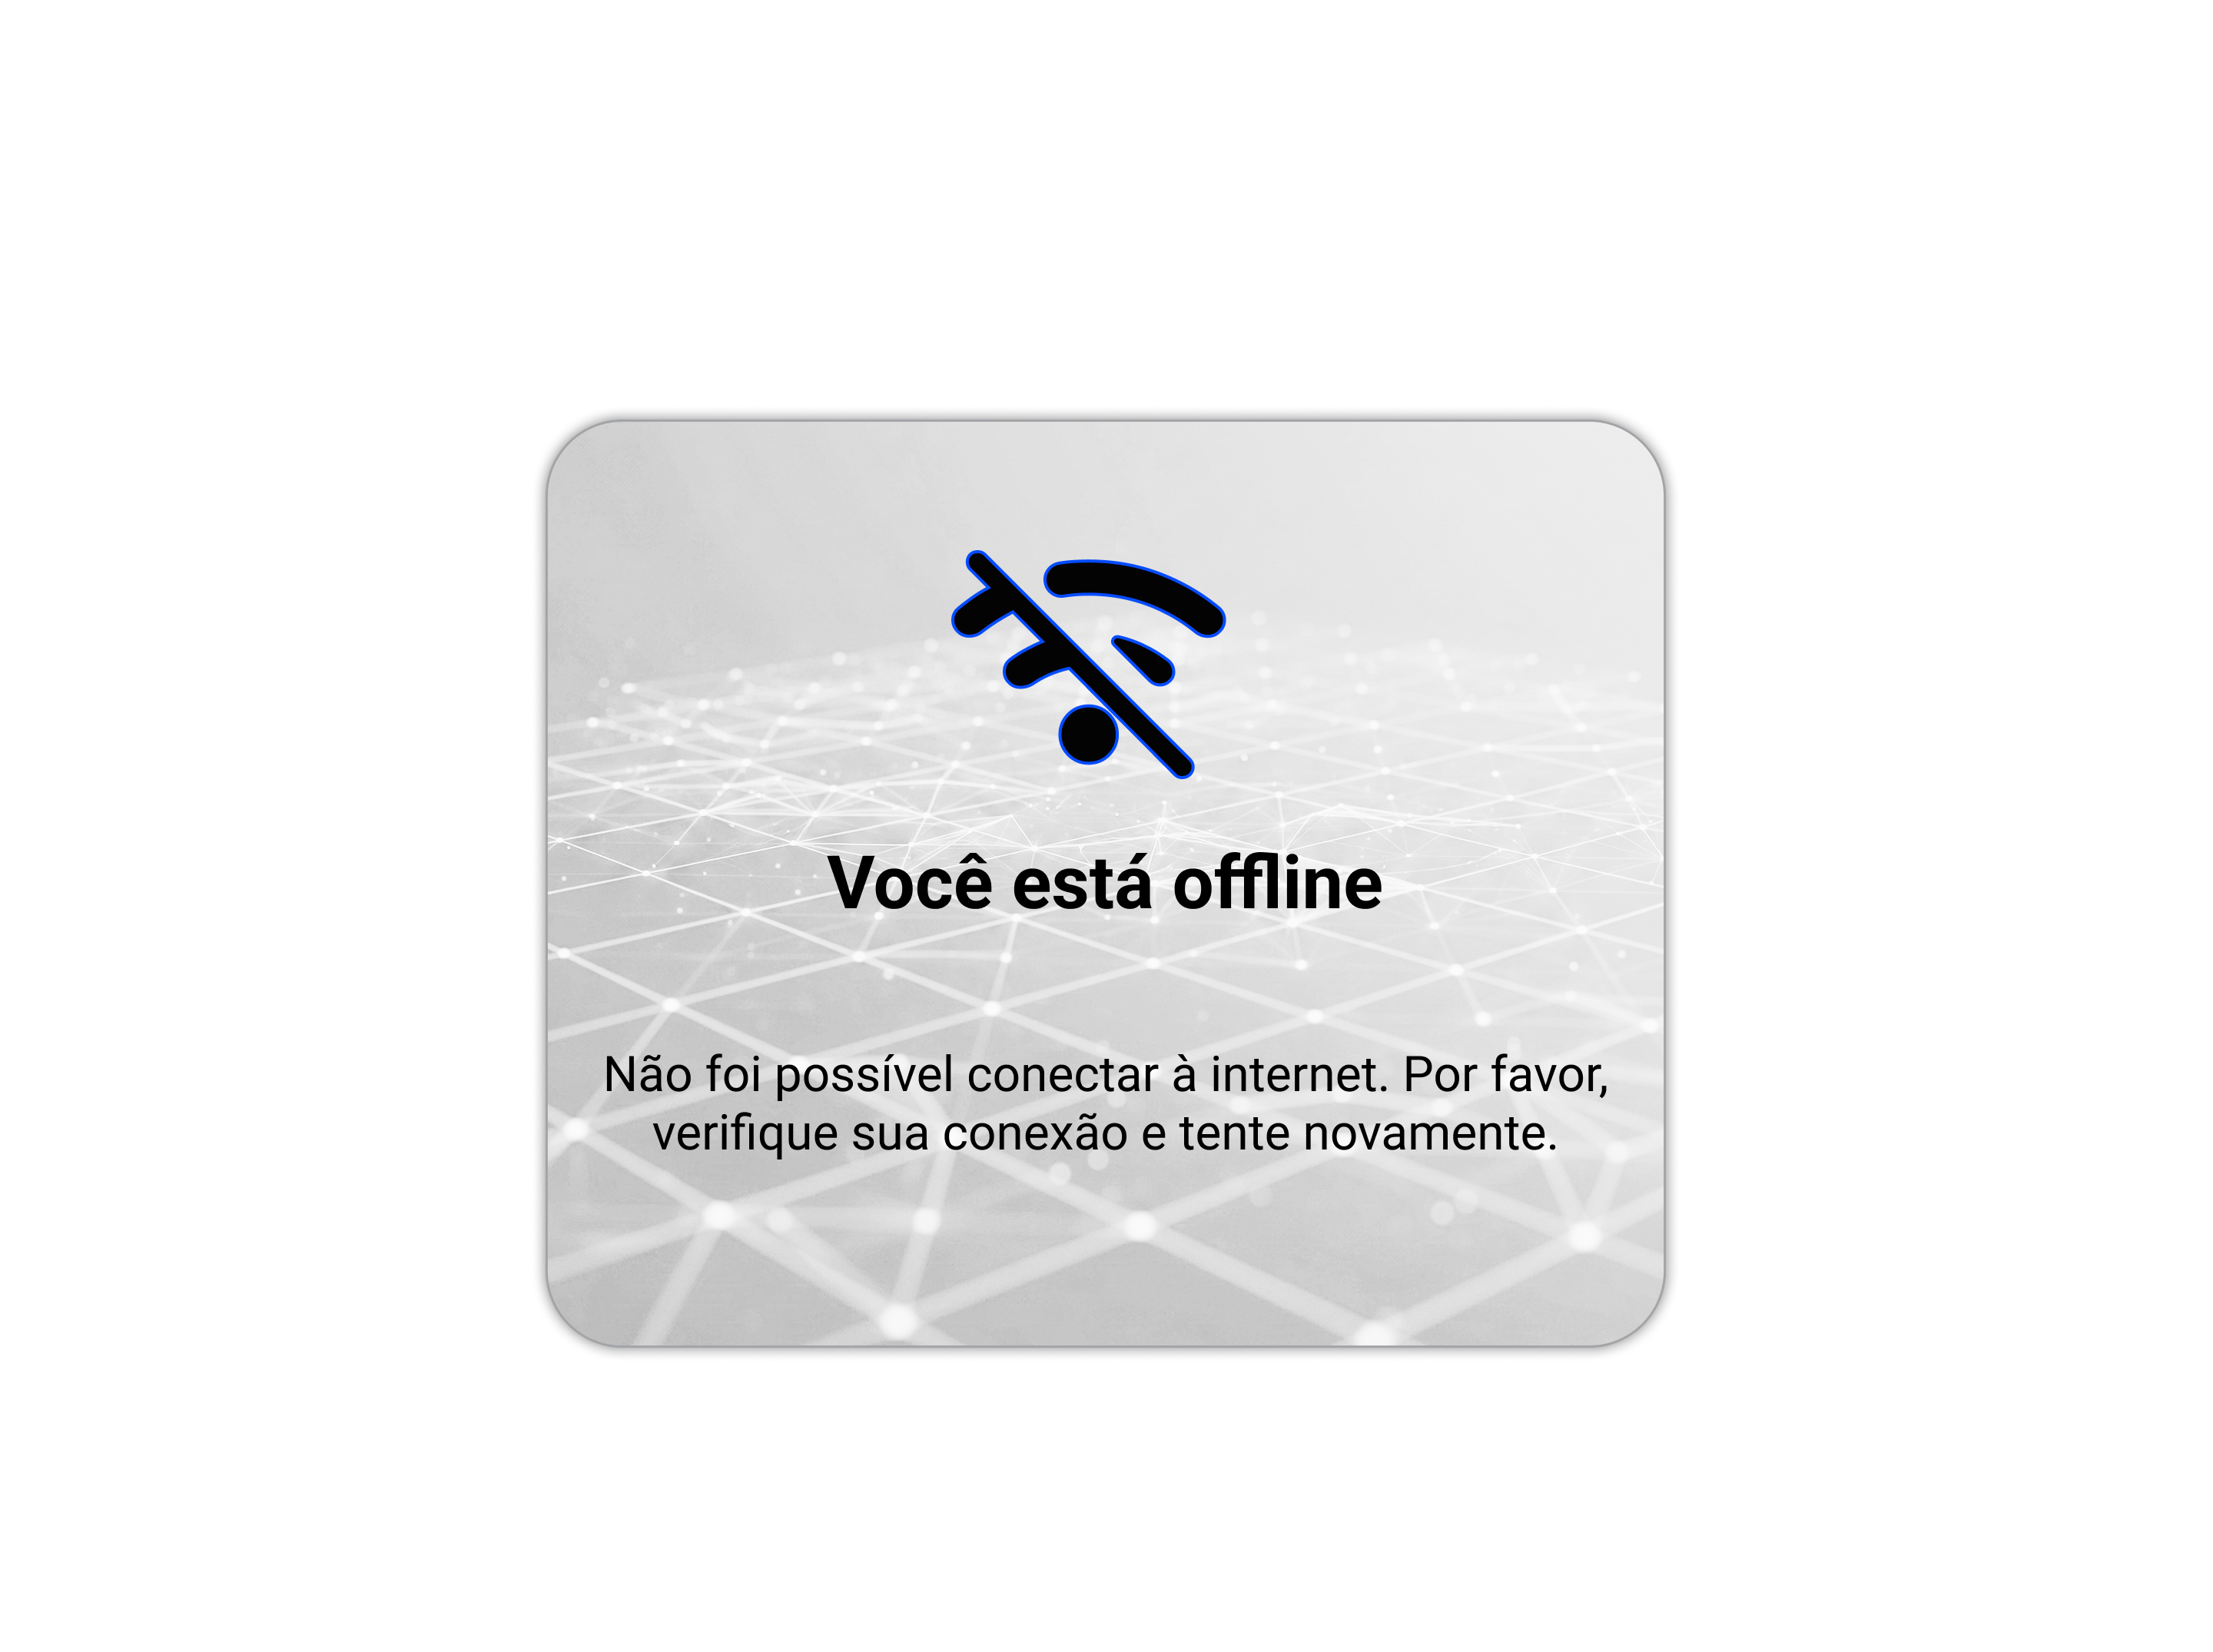 Você está offline
Não foi possível conectar à internet. Por favor,
verifique sua conexão e tente novamente.